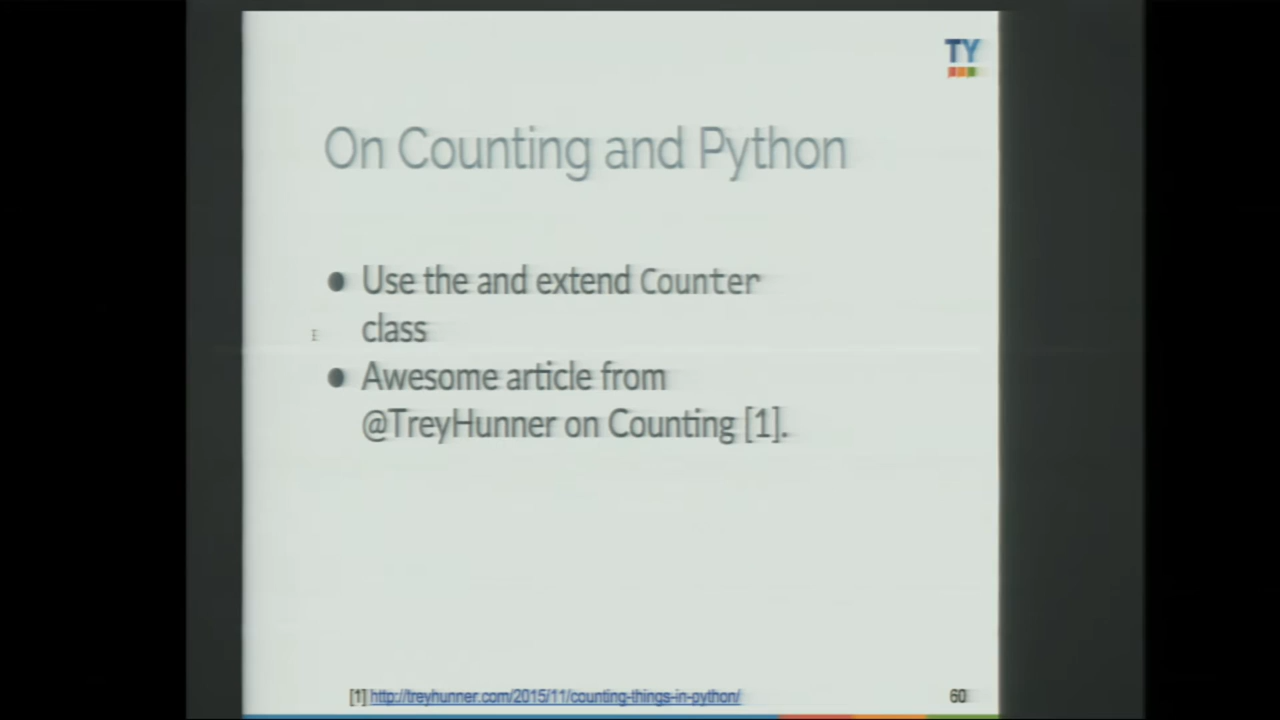 TY
On Counting and Python
● Use the and extend Counter
class
● Awesome article from
@TreyHunner on Counting [1].
[1] http://treyhunner.com/2015/11/counting-things-in-python/
60